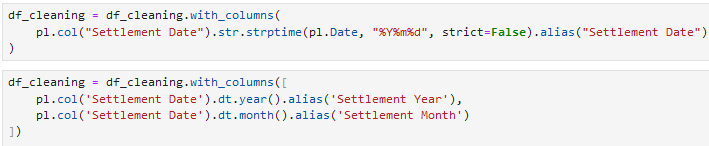 df_cleaning = df_cleaning.with_columns(
    pl.col("Settlement Date").str.strptime(pl.Date, "%Y%m%d", strict=False).alias("Settlement Date")
)
df_cleaning = df_cleaning.with_columns([
    pl.col('Settlement Date').dt.year().alias('Settlement Year'),
    pl.col('Settlement Date').dt.month().alias('Settlement Month')
])